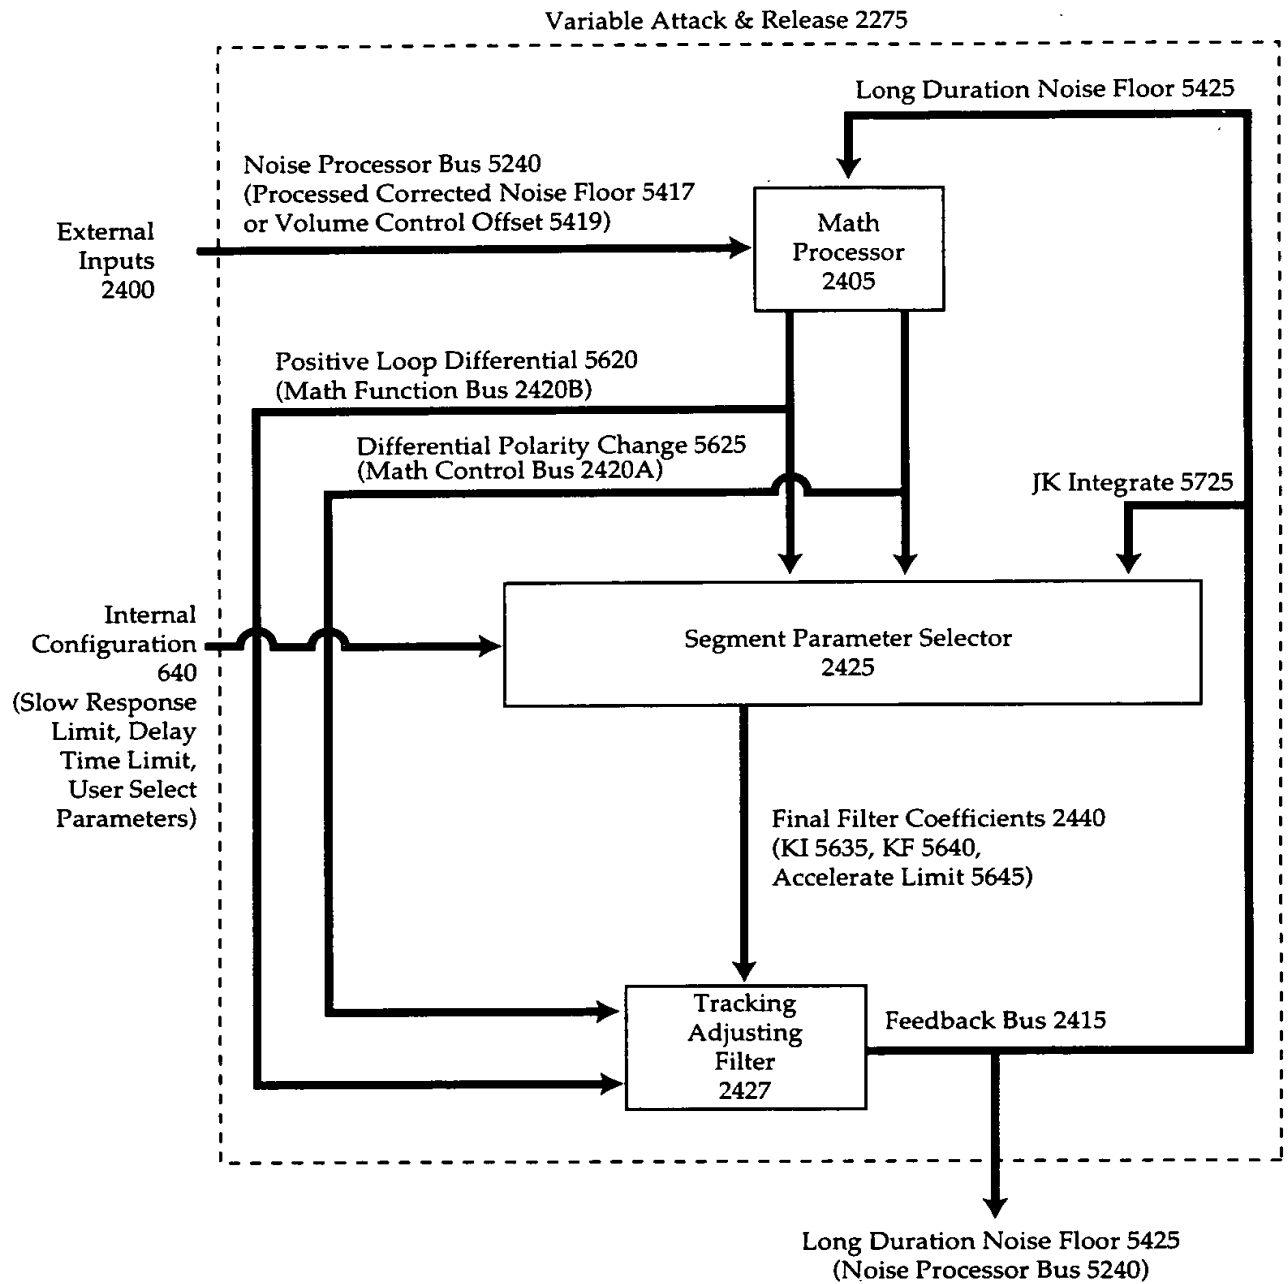 Variable Attack & Release 2275
Long Duration Noise Floor 5425
Noise Processor Bus 5240
(Processed Corrected Noise Floor 5417
or Volume Control Offset 5419)
External
Inputs
2400
Math
Processor
2405
Positive Loop Differential 5620
(Math Function Bus 2420B)
Differential Polarity Change 5625
(Math Control Bus 2420A)
JK Integrate 5725
Internal
Configuration
640
(Slow Response
Limit, Delay
Time Limit,
User Select
Parameters)
Segment Parameter Selector
2425
Final Filter Coefficients 2440
(KI 5635, KF 5640,
Accelerate Limit 5645)
Tracking
Adjusting
Filter
2427
Feedback Bus 2415
Long Duration Noise Floor 5425
(Noise Processor Bus 5240)